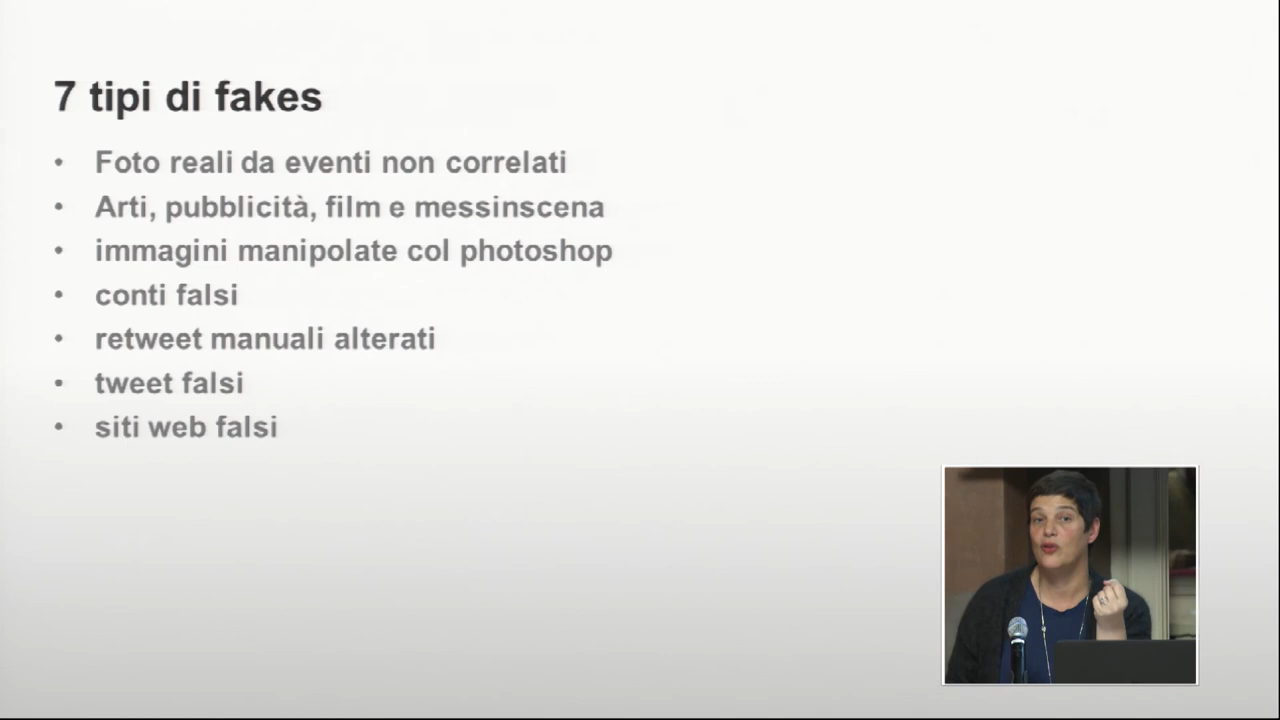 7 tipi di fakes
• Foto reali da eventi non correlati
• Arti, pubblicità, film e messinscena
• immagini manipolate col photoshop
• conti falsi
• retweet manuali alterati
• tweet falsi
• siti web falsi